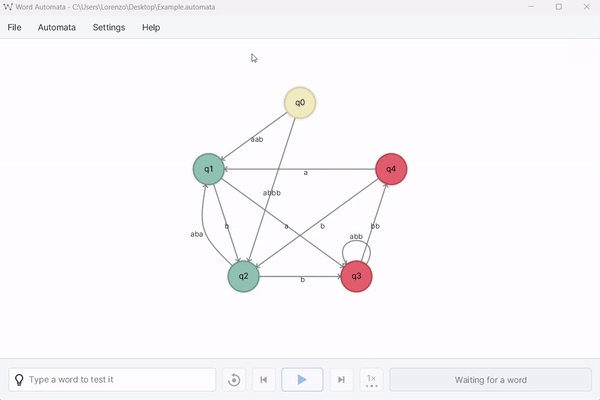 Word Automata - C:\Users\Lorenzo\Desktop\Example.automata
File Automata Settings Help
q0
aab
q1 q4
a
abbb
b a b bb
aba abb
q2 q3
b
Type a word to test it 1× Waiting for a word